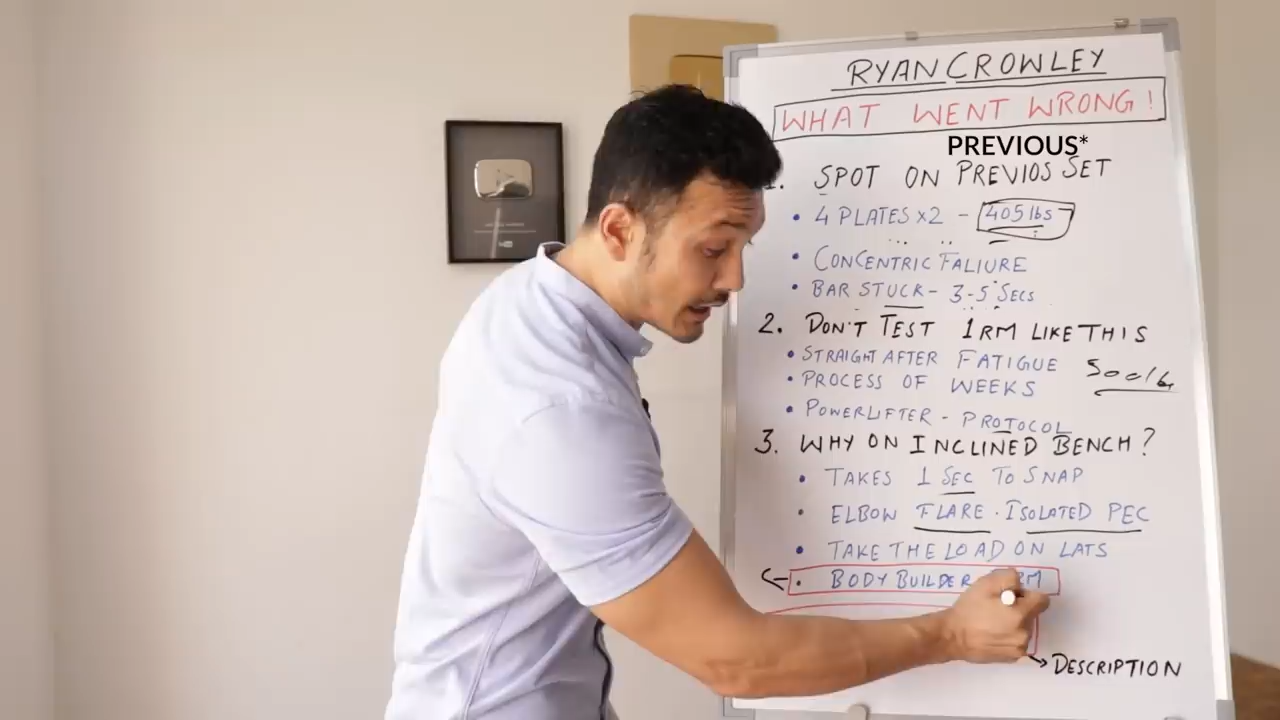 RYAN CROWLEY
WHAT WENT WRONG!
PREVIOUS*
1. SPOT ON PREVIOS SET
• 4 PLATES x2 - 405 lbs
• CONCENTRIC FALIURE
• BAR STUCK - 3-5 SECS
2. DON'T TEST 1RM LIKE THIS
• STRAIGHT AFTER FATIGUE
• PROCESS OF WEEKS
• POWERLIFTER - PROTOCOL
3. WHY ON INCLINED BENCH?
• TAKES 1 SEC TO SNAP
• ELBOW FLARE · ISOLATED PEC
• TAKE THE LOAD ON LATS
• BODY BUILDER
DESCRIPTION